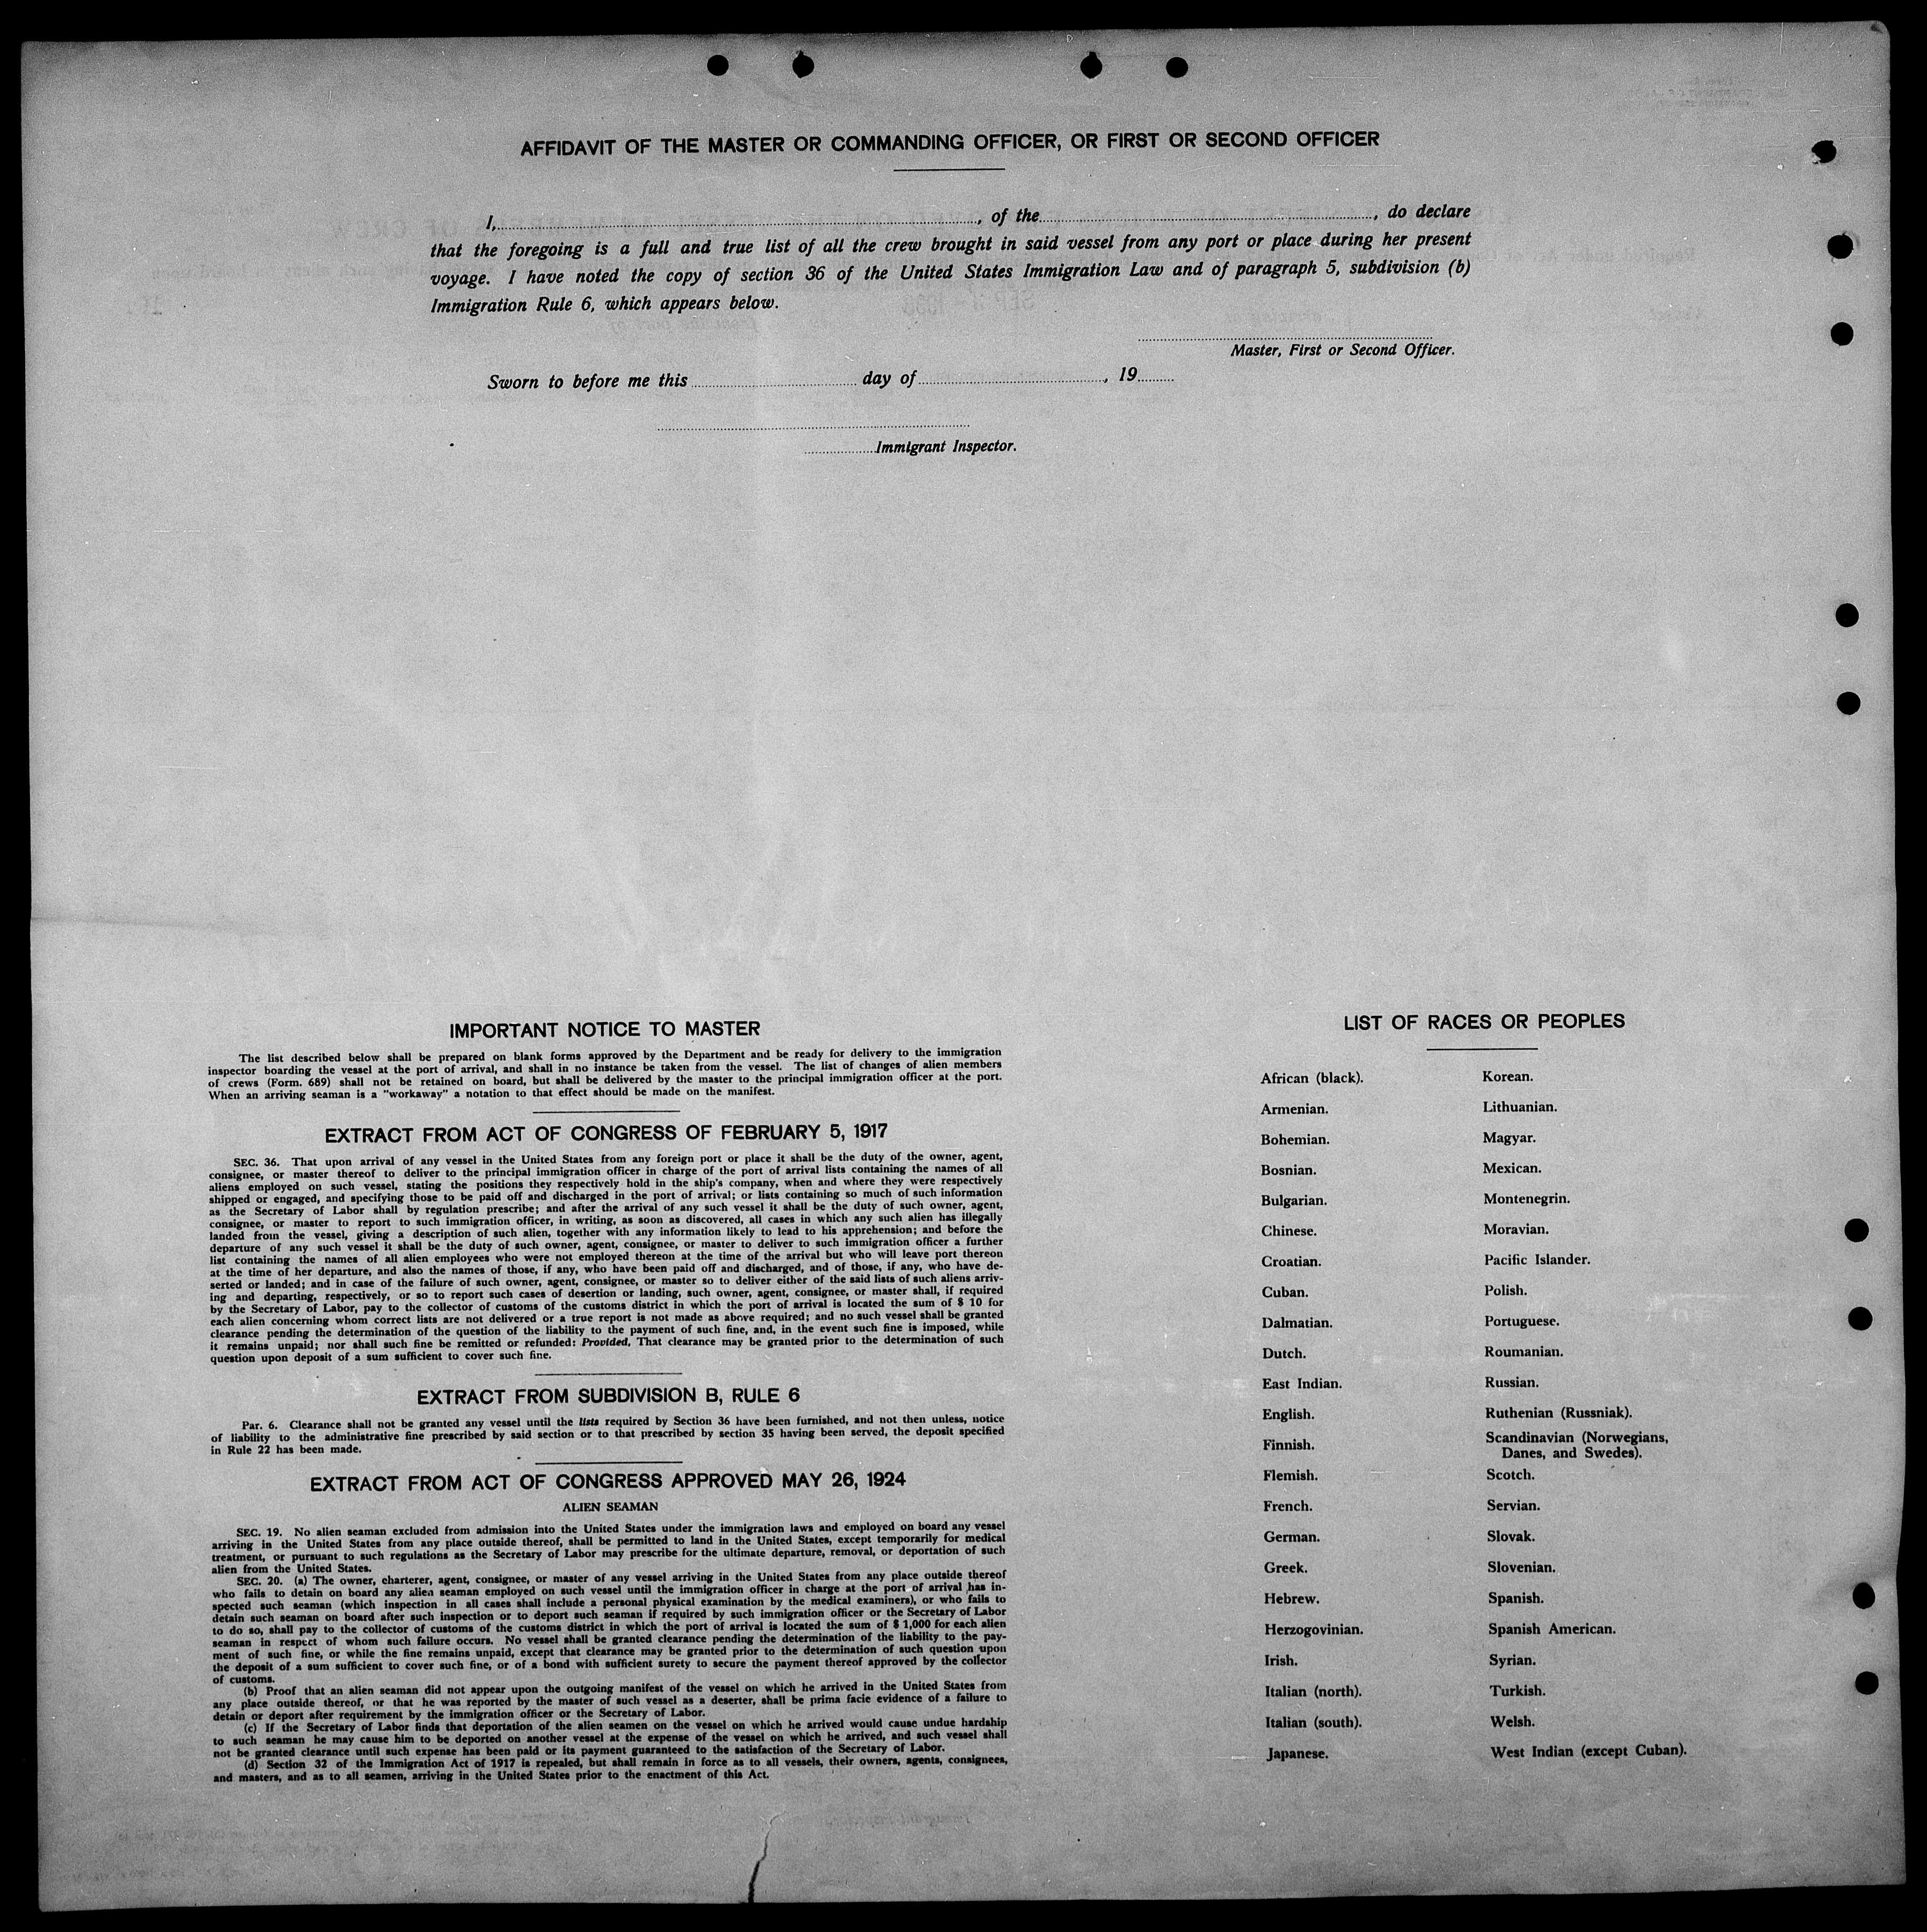 AFFIDAVIT OF THE MASTER OR COMMANDING OFFICER, OR FIRST OR SECOND OFFICER
I, , of the , do declare
that the foregoing is a full and true list of all the crew brought in said vessel from any port or place during her present
voyage. I have noted the copy of section 36 of the United States Immigration Law and of paragraph 5, subdivision (b)
Immigration Rule 6, which appears below.
Master, First or Second Officer.
Sworn to before me this day of , 19
Immigrant Inspector.
IMPORTANT NOTICE TO MASTER
The list described below shall be prepared on blank forms approved by the Department and be ready for delivery to the immigration
inspector boarding the vessel at the port of arrival, and shall in no instance be taken from the vessel. The list of changes of alien members
of crews (Form. 689) shall not be retained on board, but shall be delivered by the master to the principal immigration officer at the port.
When an arriving seaman is a "workaway" a notation to that effect should be made on the manifest.
EXTRACT FROM ACT OF CONGRESS OF FEBRUARY 5, 1917
SEC. 36. That upon arrival of any vessel in the United States from any foreign port or place it shall be the duty of the owner, agent,
consignee, or master thereof to deliver to the principal immigration officer in charge of the port of arrival lists containing the names of all
aliens employed on such vessel, stating the positions they respectively hold in the ship's company, when and where they were respectively
shipped or engaged, and specifying those to be paid off and discharged in the port of arrival; or lists containing so much of such information
as the Secretary of Labor shall by regulation prescribe; and after the arrival of any such vessel it shall be the duty of such owner, agent,
consignee, or master to report to such immigration officer, in writing, as soon as discovered, all cases in which any such alien has illegally
landed from the vessel, giving a description of such alien, together with any information likely to lead to his apprehension; and before the
departure of any such vessel it shall be the duty of such owner, agent, consignee, or master to deliver to such immigration officer a further
list containing the names of all alien employees who were not employed thereon at the time of the arrival but who will leave port thereon
at the time of her departure, and also the names of those, if any, who have been paid off and discharged, and of those, if any, who have de-
serted or landed; and in case of the failure of such owner, agent, consignee, or master so to deliver either of the said lists of such aliens arriv-
ing and departing, respectively, or so to report such cases of desertion or landing, such owner, agent, consignee, or master shall, if required
by the Secretary of Labor, pay to the collector of customs of the customs district in which the port of arrival is located the sum of $ 10 for
each alien concerning whom correct lists are not delivered or a true report is not made as above required; and no such vessel shall be granted
clearance pending the determination of the question of the liability to the payment of such fine, and, in the event such fine is imposed, while
it remains unpaid; nor shall such fine be remitted or refunded: Provided, That clearance may be granted prior to the determination of such
question upon deposit of a sum sufficient to cover such fine.
EXTRACT FROM SUBDIVISION B, RULE 6
Par. 6. Clearance shall not be granted any vessel until the lists required by Section 36 have been furnished, and not then unless, notice
of liability to the administrative fine prescribed by said section or to that prescribed by section 35 having been served, the deposit specified
in Rule 22 has been made.
EXTRACT FROM ACT OF CONGRESS APPROVED MAY 26, 1924
ALIEN SEAMAN
SEC. 19. No alien seaman excluded from admission into the United States under the immigration laws and employed on board any vessel
arriving in the United States from any place outside thereof, shall be permitted to land in the United States, except temporarily for medical
treatment, or pursuant to such regulations as the Secretary of Labor may prescribe for the ultimate departure, removal, or deportation of such
alien from the United States.
SEC. 20. (a) The owner, charterer, agent, consignee, or master of any vessel arriving in the United States from any place outside thereof
who fails to detain on board any alien seaman employed on such vessel until the immigration officer in charge at the port of arrival has in-
spected such seaman (which inspection in all cases shall include a personal physical examination by the medical examiners), or who fails to
detain such seaman on board after such inspection or to deport such seaman if required by such immigration officer or the Secretary of Labor
to do so, shall pay to the collector of customs of the customs district in which the port of arrival is located the sum of $ 1,000 for each alien
seaman in respect of whom such failure occurs. No vessel shall be granted clearance pending the determination of the liability to the pay-
ment of such fine, or while the fine remains unpaid, except that clearance may be granted prior to the determination of such question upon
the deposit of a sum sufficient to cover such fine, or of a bond with sufficient surety to secure the payment thereof approved by the collector
of customs.
(b) Proof that an alien seaman did not appear upon the outgoing manifest of the vessel on which he arrived in the United States from
any place outside thereof, or that he was reported by the master of such vessel as a deserter, shall be prima facie evidence of a failure to
detain or deport after requirement by the immigration officer or the Secretary of Labor.
(c) If the Secretary of Labor finds that deportation of the alien seamen on the vessel on which he arrived would cause undue hardship
to such seaman he may cause him to be deported on another vessel at the expense of the vessel on which he arrived, and such vessel shall
not be granted clearance until such expense has been paid or its payment guaranteed to the satisfaction of the Secretary of Labor.
(d) Section 32 of the Immigration Act of 1917 is repealed, but shall remain in force as to all vessels, their owners, agents, consignees,
and masters, and as to all seamen, arriving in the United States prior to the enactment of this Act.
LIST OF RACES OR PEOPLES
African (black).
Armenian.
Bohemian.
Bosnian.
Bulgarian.
Chinese.
Croatian.
Cuban.
Dalmatian.
Dutch.
East Indian.
English.
Finnish.
Flemish.
French.
German.
Greek.
Hebrew.
Herzogovinian.
Irish.
Italian (north).
Italian (south).
Japanese.
Korean.
Lithuanian.
Magyar.
Mexican.
Montenegrin.
Moravian.
Pacific Islander.
Polish.
Portuguese.
Roumanian.
Russian.
Ruthenian (Russniak).
Scandinavian (Norwegians,
Danes, and Swedes).
Scotch.
Servian.
Slovak.
Slovenian.
Spanish.
Spanish American.
Syrian.
Turkish.
Welsh.
West Indian (except Cuban).